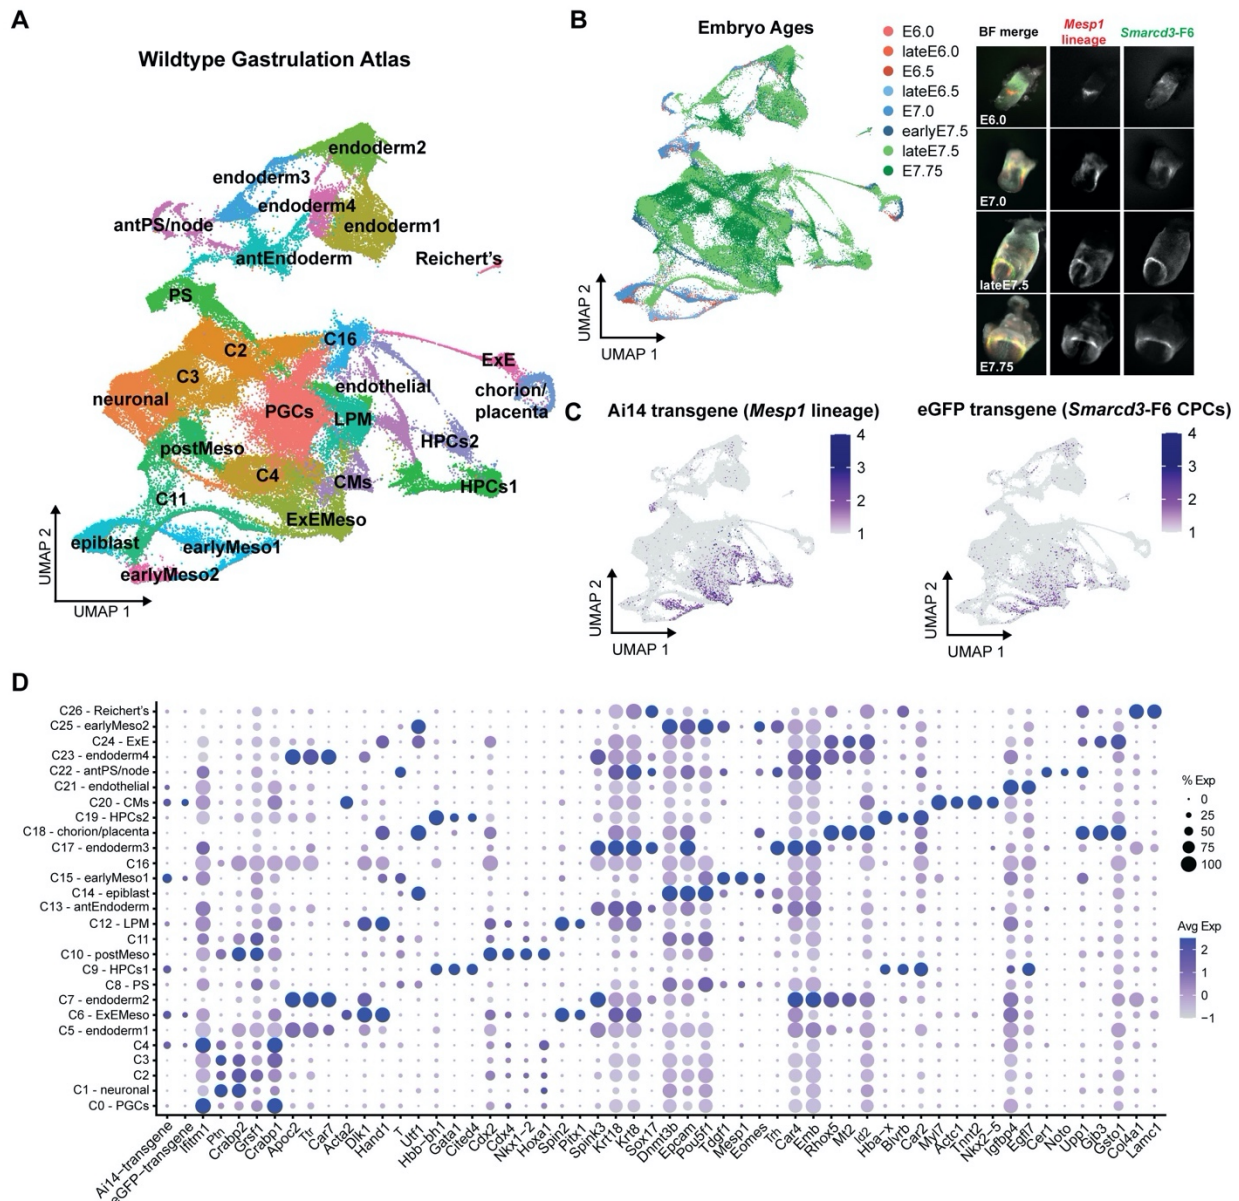 A
Wildtype Gastrulation Atlas
endoderm2
endoderm3
endoderm4
antPS/node
endoderm1
antEndoderm
Reichert's
PS
C16
C2
ExE
C3
endothelial
chorion/
placenta
neuronal
PGCs
LPM
HPCs2
postMeso
C4
CMs
HPCs1
C11
ExEMeso
epiblast
earlyMeso1
earlyMeso2
UMAP 2
UMAP 1
B
Embryo Ages
E6.0
lateE6.0
E6.5
lateE6.5
E7.0
earlyE7.5
lateE7.5
E7.75
UMAP 2
UMAP 1
BF merge
Mesp1
lineage
Smarcd3-F6
E6.0
E7.0
lateE7.5
E7.75
C
Ai14 transgene (Mesp1 lineage)
4
3
2
1
UMAP 2
UMAP 1
eGFP transgene (Smarcd3-F6 CPCs)
4
3
2
1
UMAP 2
UMAP 1
D
C26 - Reichert's
C25 - earlyMeso2
C24 - ExE
C23 - endoderm4
C22 - antPS/node
C21 - endothelial
C20 - CMs
C19 - HPCs2
C18 - chorion/placenta
C17 - endoderm3
C16
C15 - earlyMeso1
C14 - epiblast
C13 - antEndoderm
C12 - LPM
C11
C10 - postMeso
C9 - HPCs1
C8 - PS
C7 - endoderm2
C6 - ExEMeso
C5 - endoderm1
C4
C3
C2
C1 - neuronal
C0 - PGCs
Ai14-transgene
eGFP-transgene
Ifitm1
Pln
Crabp2
Grsf1
Crabp1
Apoc2
Ttr
Car7
Acta2
Dlk1
Hand1
T
Utf1
Hbb-bh1
Gata1
Cited4
Cdx2
Cdx4
Nkx1-2
Hoxa1
Spin2
Pitx1
Spink3
Krt18
Krt8
Sox17
Dnmt3b
Epcam
Pou5f1
Tdgf1
Mesp1
Eomes
Trh
Car4
Emb
Rhox5
Mt2
Id2
Hba-x
Blvrb
Car2
Myl7
Actc1
Tnnt2
Nkx2-5
Igfbp4
Egfl7
Cer1
Noto
Upp1
Gjb3
Gsto1
Col4a1
Lamc1
% Exp
0
25
50
75
100
Avg Exp
2
1
0
−1